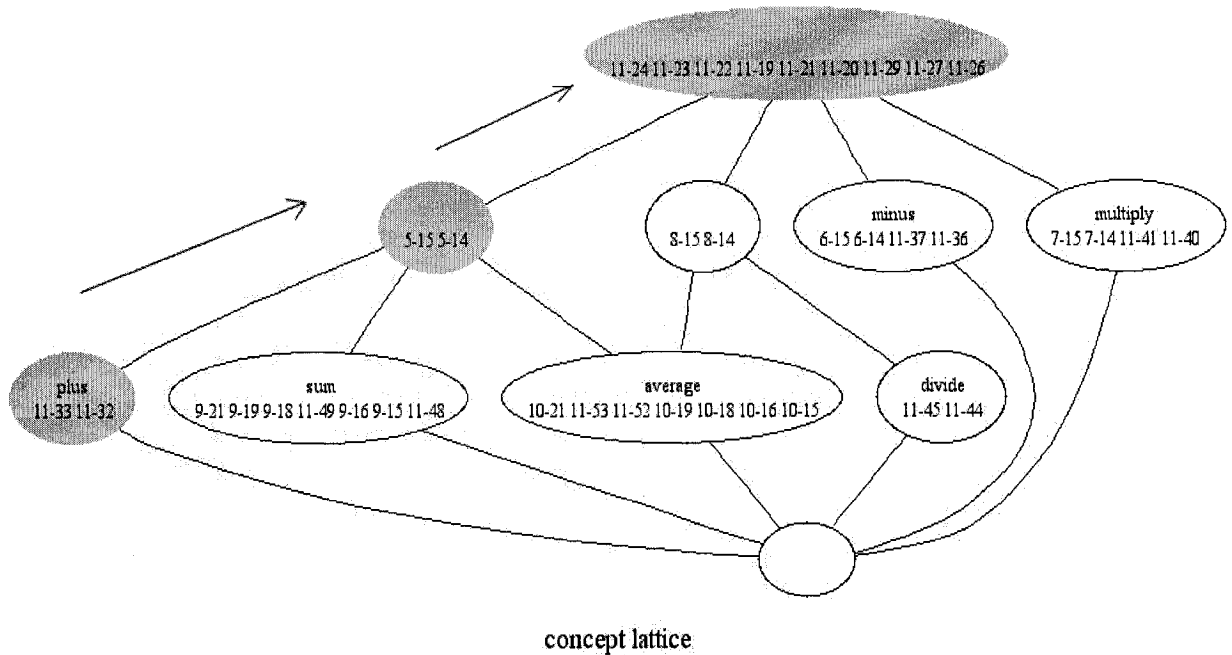 11-24 11-23 11-22 11-19 11-21 11-20 11-29 11-27 11-26
5-15 5-14
8-15 8-14
minus
6-15 6-14 11-37 11-36
multiply
7-15 7-14 11-41 11-40
plus
11-33 11-32
sum
9-21 9-19 9-18 11-49 9-16 9-15 11-48
average
10-21 11-53 11-52 10-19 10-18 10-16 10-15
divide
11-45 11-44
concept lattice